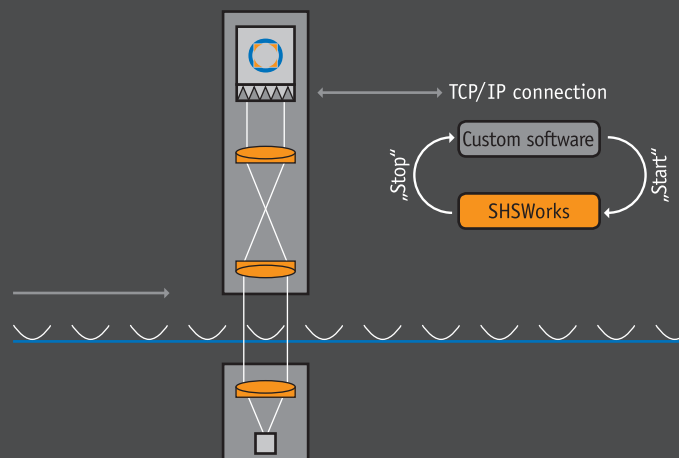 TCP/IP connection
Custom software
„Stop“
„Start“
SHSWorks